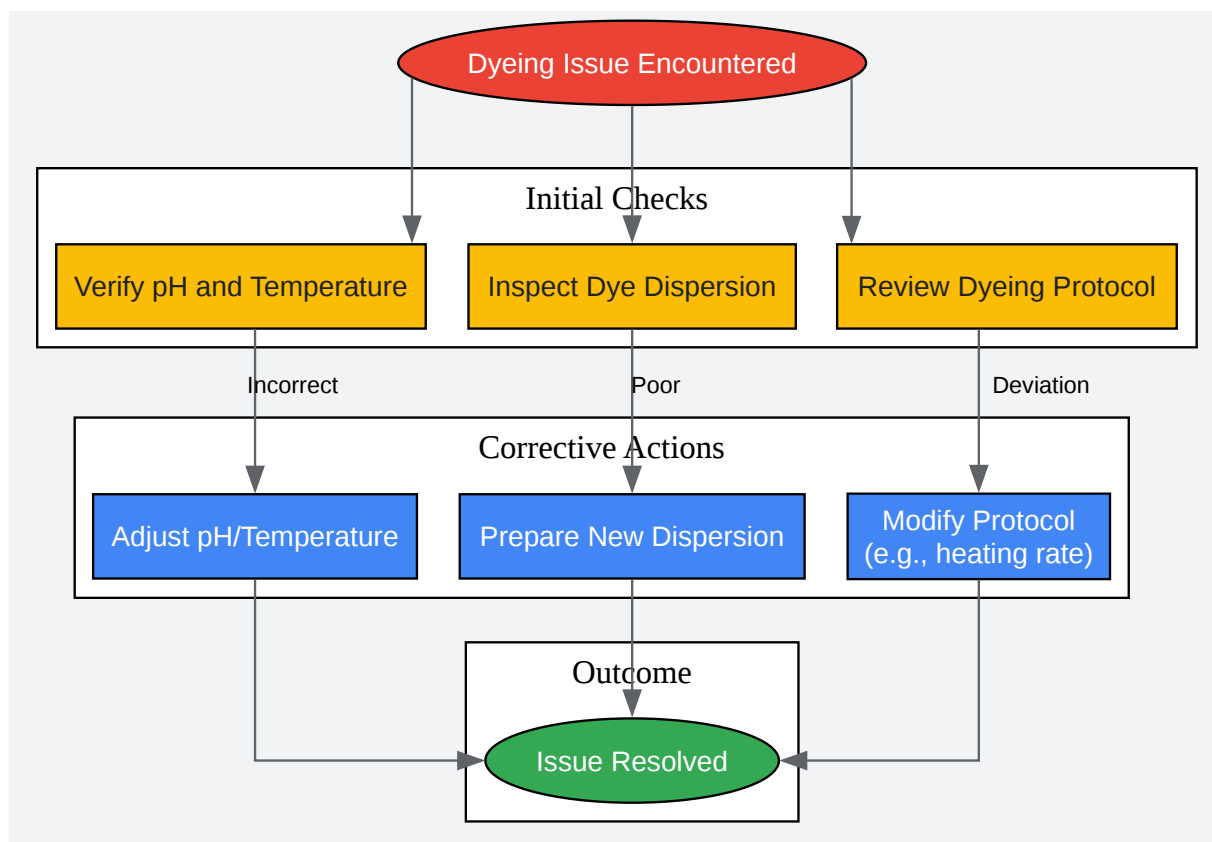 Dyeing Issue Encountered
Initial Checks
Verify pH and Temperature
Inspect Dye Dispersion
Review Dyeing Protocol
Incorrect
Poor
Deviation
Corrective Actions
Adjust pH/Temperature
Prepare New Dispersion
Modify Protocol
(e.g., heating rate)
Outcome
Issue Resolved